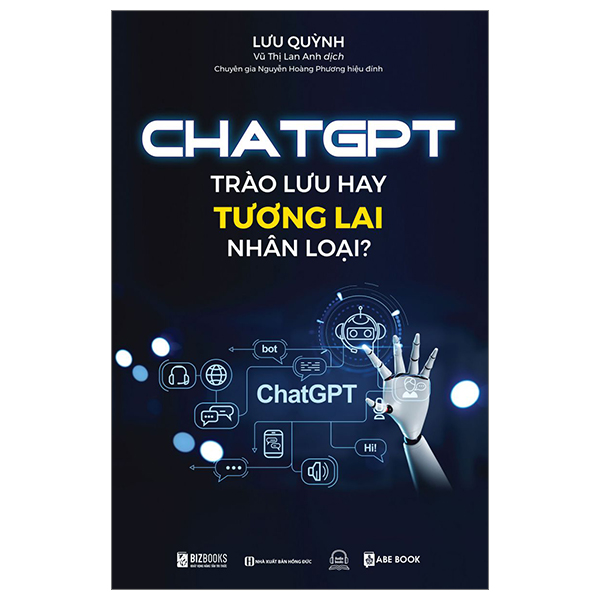 LƯU QUỲNH
Vũ Thị Lan Anh dịch
Chuyên gia Nguyễn Hoàng Phương hiệu đính
CHATGPT
TRÀO LƯU HAY
TƯƠNG LAI
NHÂN LOẠI?
bot
ChatGPT
Hi!
BIZBOOKS
NHÀ XUẤT BẢN HỒNG ĐỨC
ABE BOOK